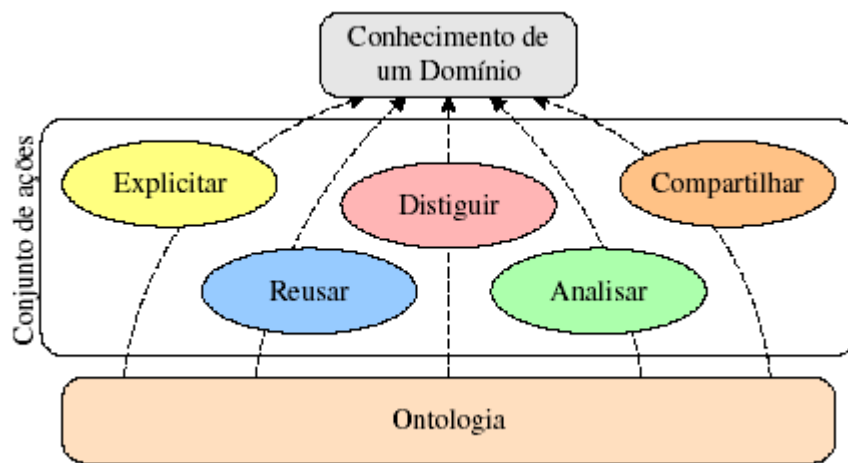 Conhecimento de
um Domínio
Conjunto de ações
Explicitar
Distiguir
Compartilhar
Reusar
Analisar
Ontologia